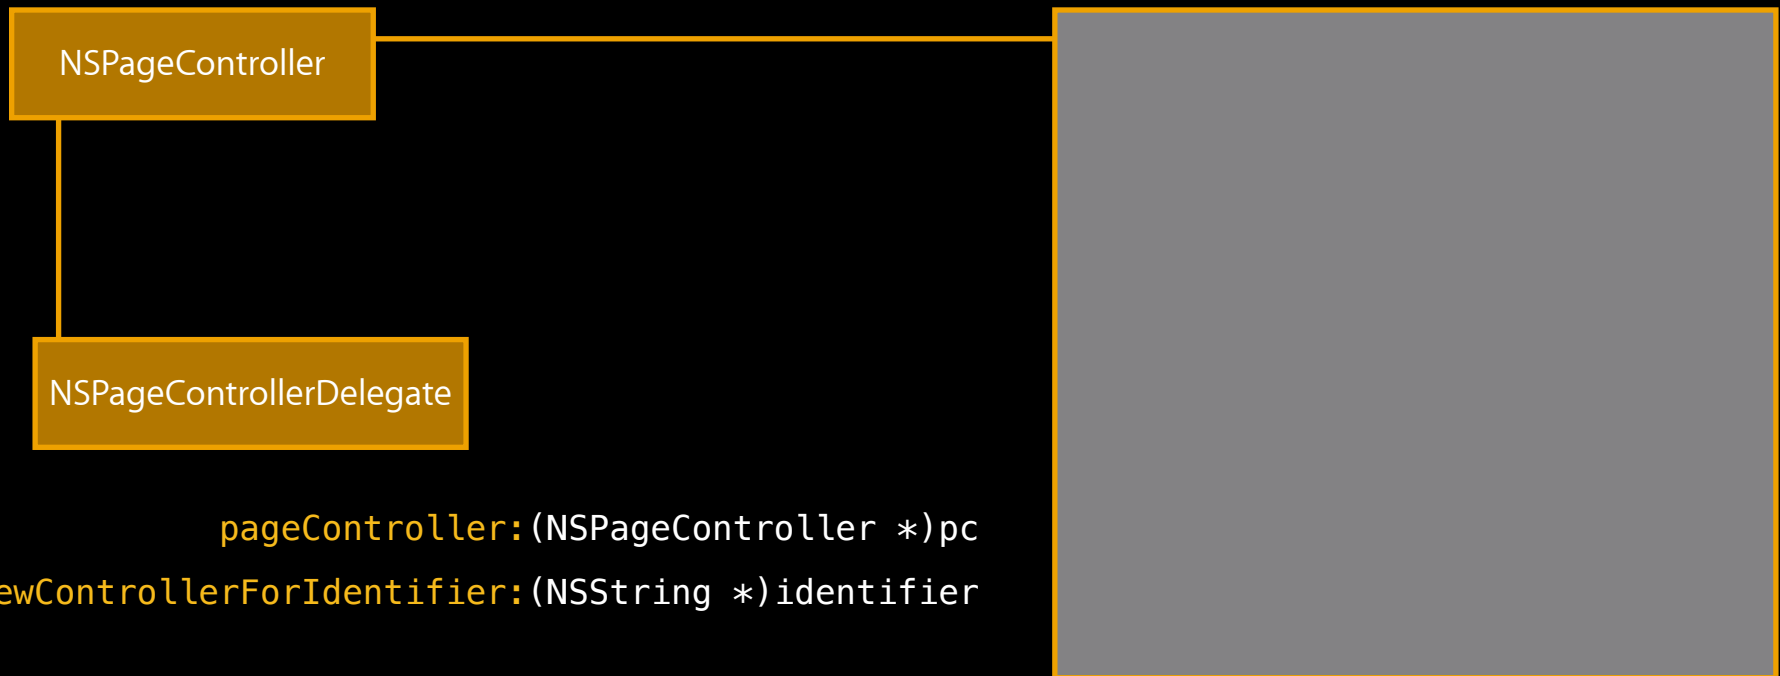 NSPageController
NSPageControllerDelegate
pageController:(NSPageController *)pc
ewControllerForIdentifier:(NSString *)identifier